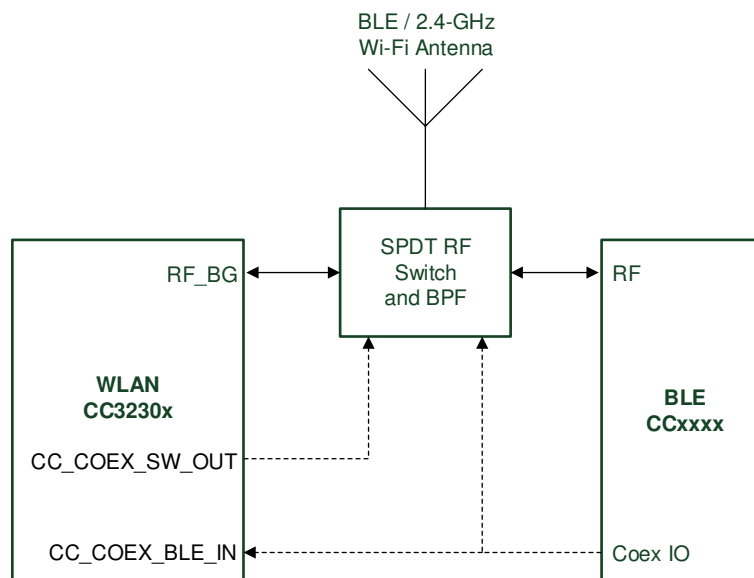 BLE / 2.4-GHz
Wi-Fi Antenna
SPDT RF
Switch
and BPF
RF_BG
RF
WLAN
CC3230x
BLE
CCxxxx
CC_COEX_SW_OUT
CC_COEX_BLE_IN
Coex IO